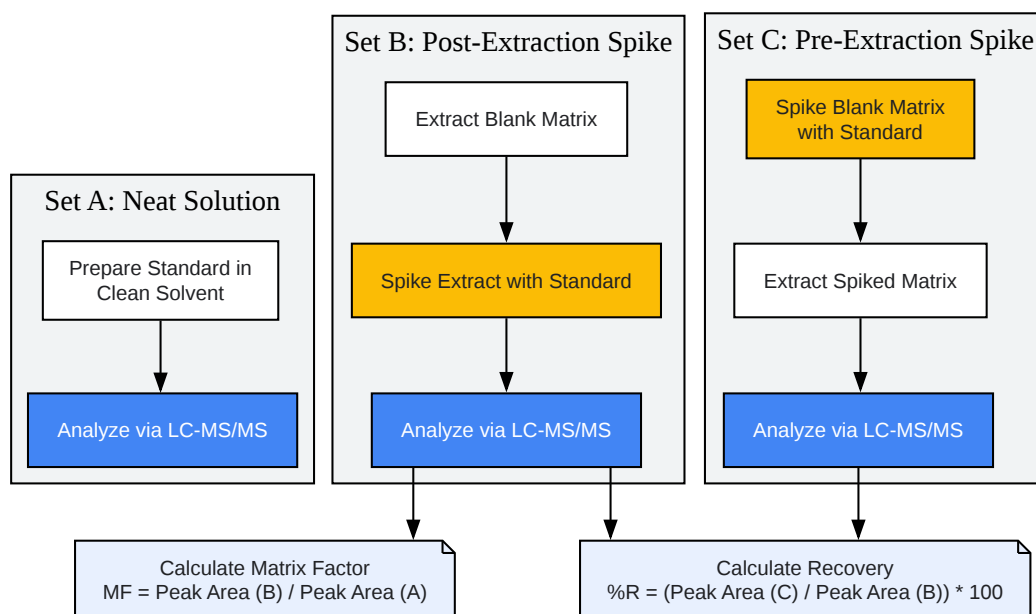 Set A: Neat Solution
Prepare Standard in
Clean Solvent
Analyze via LC-MS/MS
Set B: Post-Extraction Spike
Extract Blank Matrix
Spike Extract with Standard
Analyze via LC-MS/MS
Set C: Pre-Extraction Spike
Spike Blank Matrix
with Standard
Extract Spiked Matrix
Analyze via LC-MS/MS
Calculate Matrix Factor
MF = Peak Area (B) / Peak Area (A)
Calculate Recovery
%R = (Peak Area (C) / Peak Area (B)) * 100